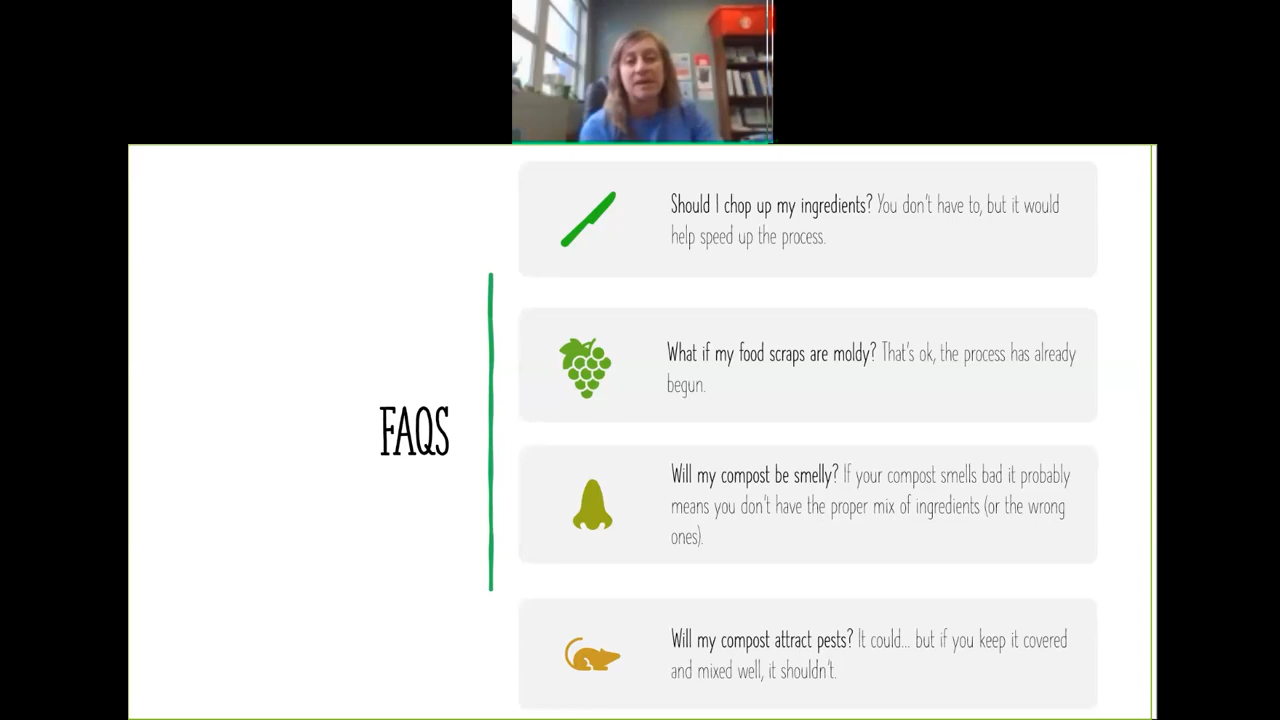 Should I chop up my ingredients? You don't have to, but it would
help speed up the process.
What if my food scraps are moldy? That's ok, the process has already
begun.
FAQS
Will my compost be smelly? If your compost smells bad it probably
means you don't have the proper mix of ingredients (or the wrong
ones).
Will my compost attract pests? It could... but if you keep it covered
and mixed well, it shouldn't.